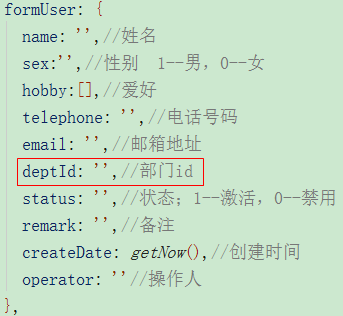 formUser: {
name: '',//姓名
sex:'',//性别 1--男，0--女
hobby:[],//爱好
telephone: '',//电话号码
email: '',//邮箱地址
deptId: '',//部门id
status: '',//状态；1--激活，0--禁用
remark: '',//备注
createDate: getNow(),//创建时间
operator: ''//操作人
},